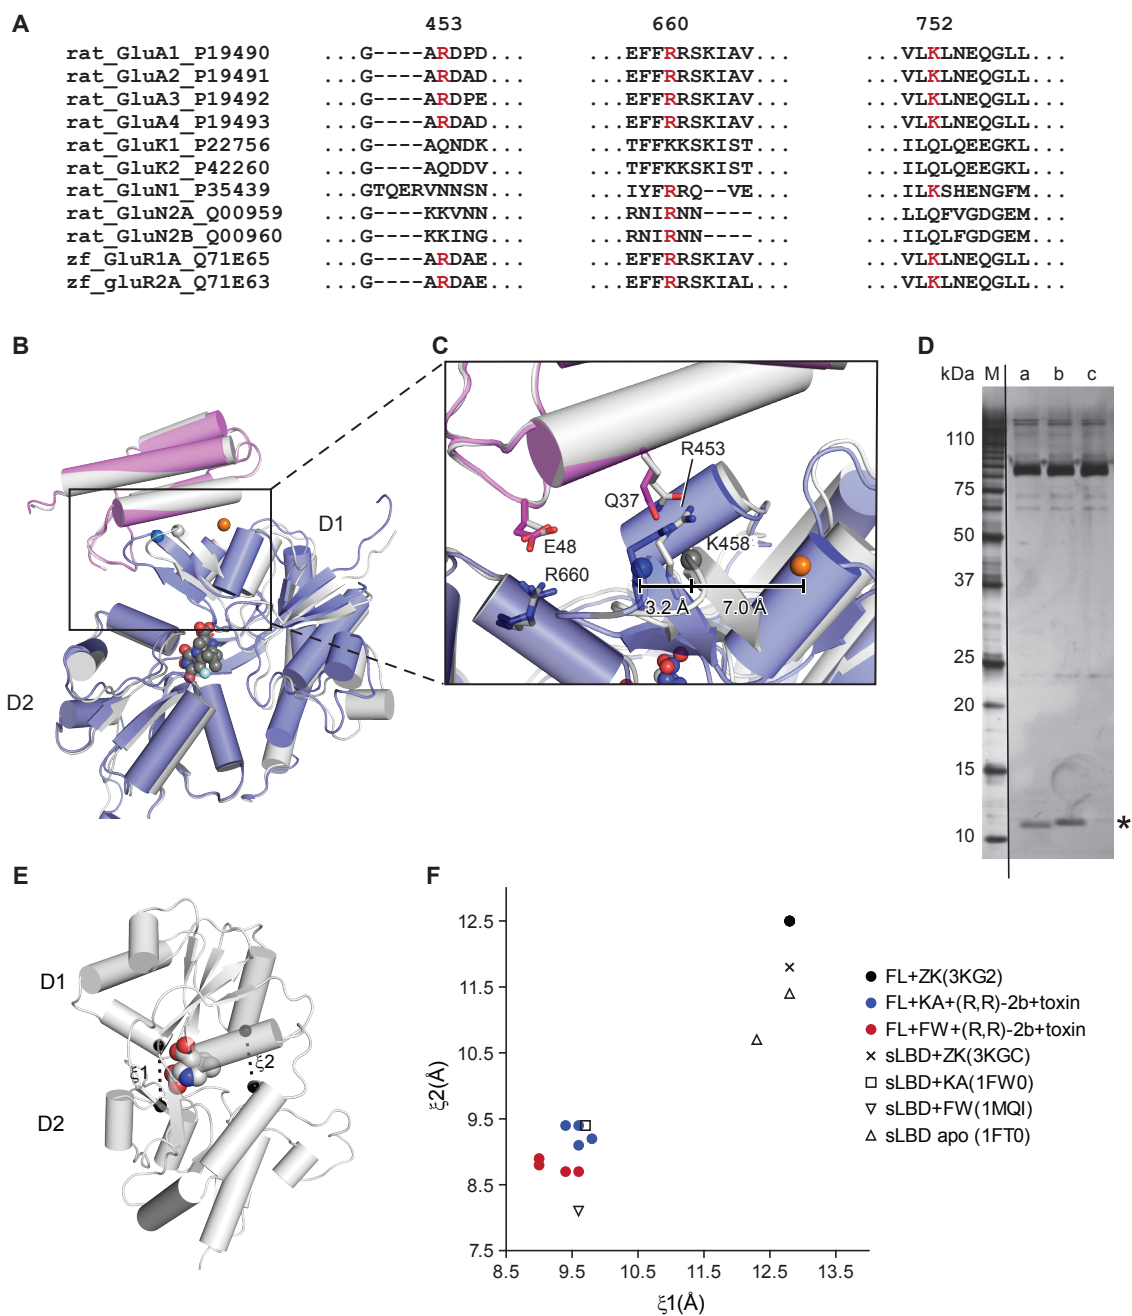 A
453 660 752
rat_GluA1_P19490 ...G----ARDPD... ...EFFRRSKIAV... ...VLKLNEQGLL...
rat_GluA2_P19491 ...G----ARDAD... ...EFFRRSKIAV... ...VLKLNEQGLL...
rat_GluA3_P19492 ...G----ARDPE... ...EFFRRSKIAV... ...VLKLNEQGLL...
rat_GluA4_P19493 ...G----ARDAD... ...EFFRRSKIAV... ...VLKLNEQGLL...
rat_GluK1_P22756 ...G----AQNDK... ...TFFKKSKIST... ...ILQLQEEGKL...
rat_GluK2_P42260 ...G----AQDDV... ...TFFKKSKIST... ...ILQLQEEGKL...
rat_GluN1_P35439 ...GTQERVNNSN... ...IYFRRQ--VE... ...ILKSHENGFM...
rat_GluN2A_Q00959 ...G----KKVNN... ...RNIRNN----... ...LLQFVGDGEM...
rat_GluN2B_Q00960 ...G----KKING... ...RNIRNN----... ...ILQLFGDGEM...
zf_GluR1A_Q71E65 ...G----ARDAE... ...EFFRRSKIAV... ...VLKLNEQGLL...
zf_gluR2A_Q71E63 ...G----ARDAE... ...EFFRRSKIAL... ...VLKLNEQGLL...
B
D1
D2
C
R453
Q37
E48
K458
R660
3.2 Å
7.0 Å
D
kDa M a b c
110
75
50
37
25
20
15
10
*
E
D1
ξ1
ξ2
D2
F
ξ2(Å)
12.5
11.5
10.5
9.5
8.5
7.5
8.5 9.5 10.5 11.5 12.5 13.5
ξ1(Å)
FL+ZK(3KG2)
FL+KA+(R,R)-2b+toxin
FL+FW+(R,R)-2b+toxin
sLBD+ZK(3KGC)
sLBD+KA(1FW0)
sLBD+FW(1MQI)
sLBD apo (1FT0)